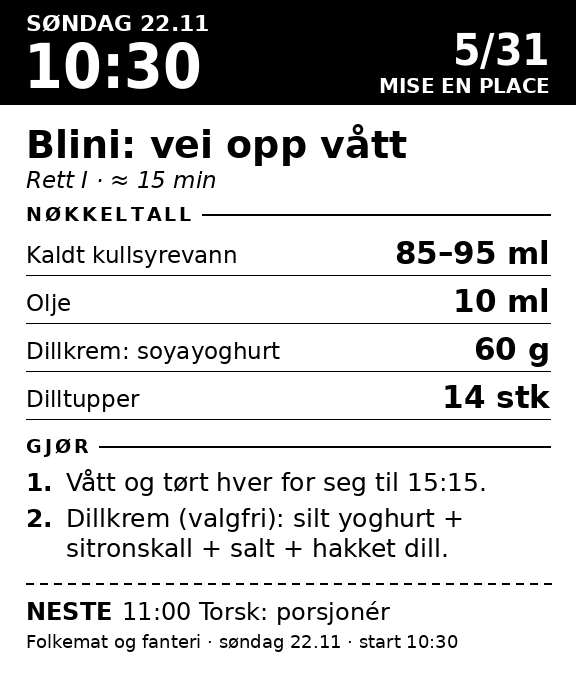 SØNDAG 22.11
10:30
5/31
MISE EN PLACE
Blini: vei opp vått
Rett I · ≈ 15 min
NØKKELTALL
Kaldt kullsyrevann 85–95 ml
Olje 10 ml
Dillkrem: soyayoghurt 60 g
Dilltupper 14 stk
GJØR
1. Vått og tørt hver for seg til 15:15.
2. Dillkrem (valgfri): silt yoghurt +
sitronskall + salt + hakket dill.
NESTE 11:00 Torsk: porsjonér
Folkemat og fanteri · søndag 22.11 · start 10:30